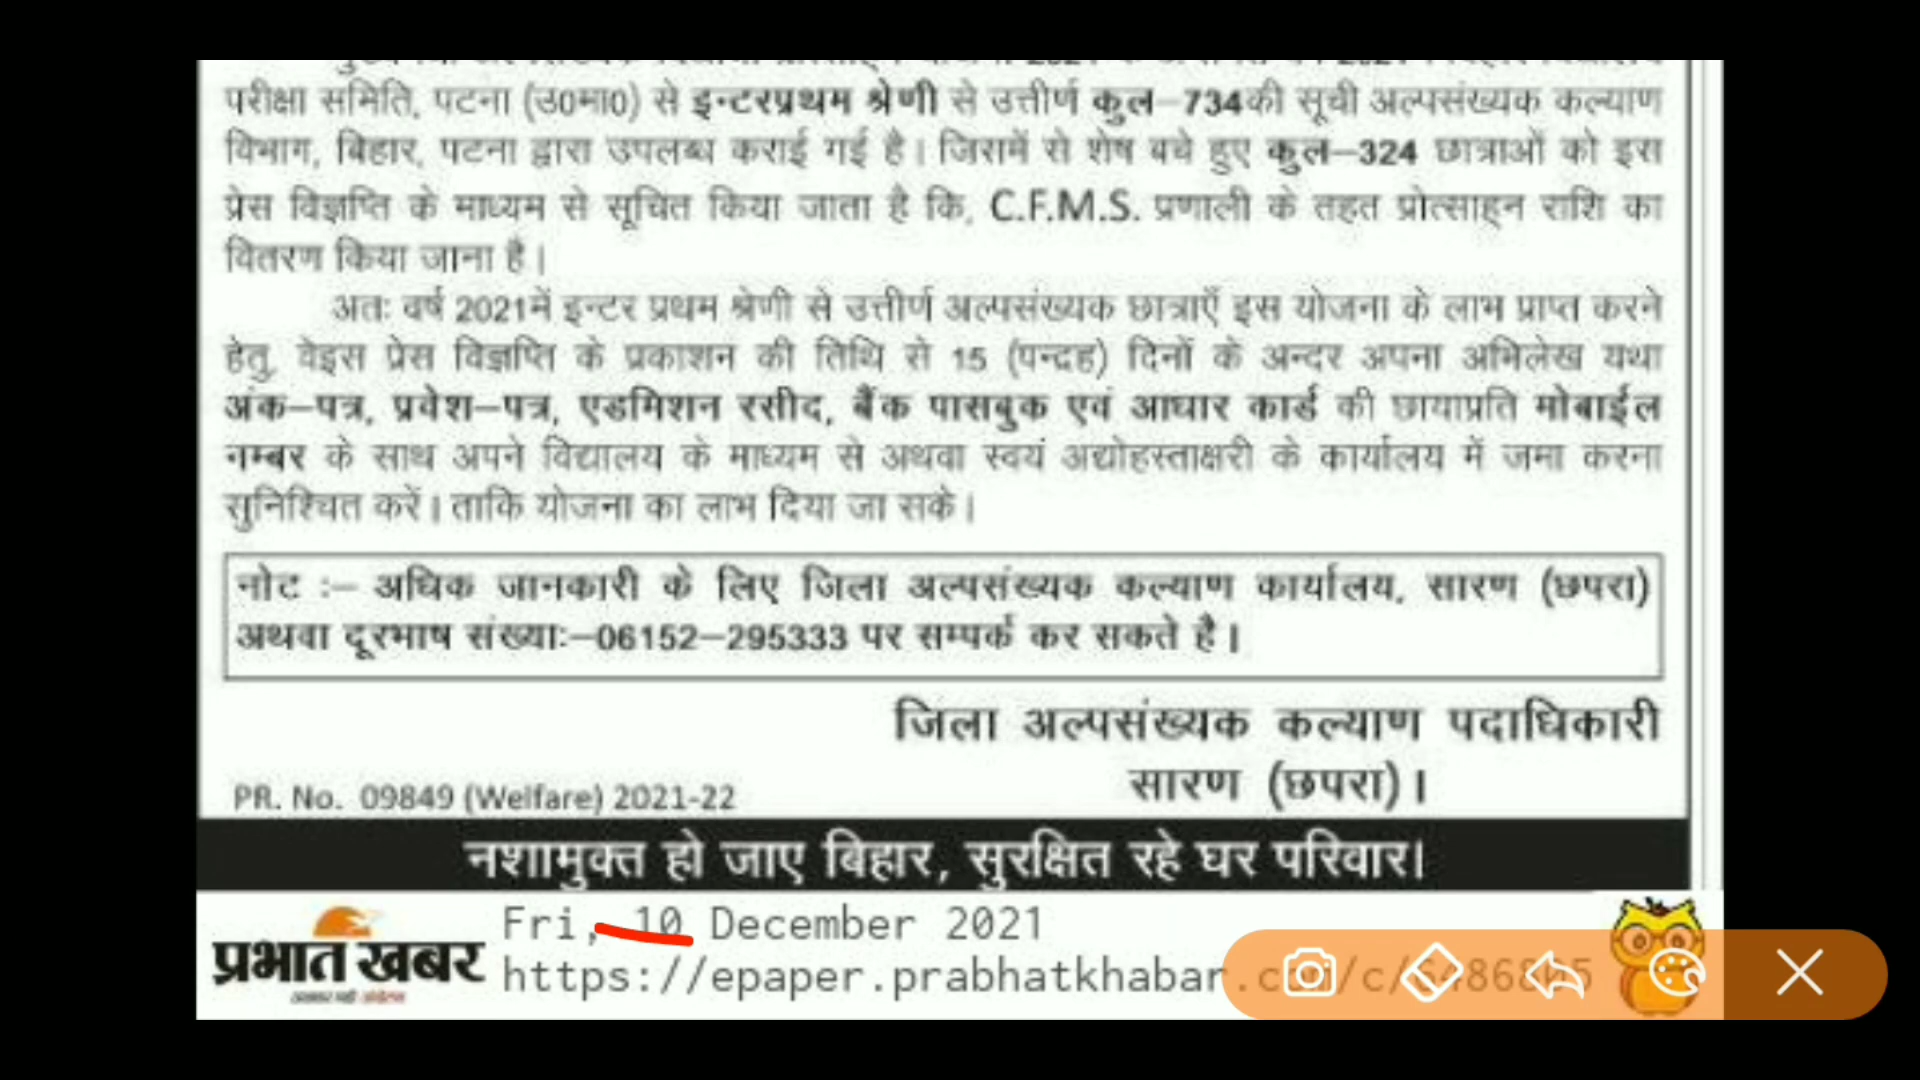 परीक्षा समिति, पटना (उ0मा0) से इन्टरप्रथम श्रेणी से उत्तीर्ण कुल–734की सूची अल्पसंख्यक कल्याण
विभाग, बिहार, पटना द्वारा उपलब्ध कराई गई है। जिसमें से शेष बचे हुए कुल–324 छात्राओं को इस
प्रेस विज्ञप्ति के माध्यम से सूचित किया जाता है कि, C.F.M.S. प्रणाली के तहत प्रोत्साहन राशि का
वितरण किया जाना है।
अतः वर्ष 2021में इन्टर प्रथम श्रेणी से उत्तीर्ण अल्पसंख्यक छात्राएँ इस योजना के लाभ प्राप्त करने
हेतु, वेइस प्रेस विज्ञप्ति के प्रकाशन की तिथि से 15 (पन्दह) दिनों के अन्दर अपना अभिलेख यथा
अंक–पत्र, प्रवेश–पत्र, एडमिशन रसीद, बैंक पासबुक एवं आधार कार्ड की छायाप्रति मोबाईल
नम्बर के साथ अपने विद्यालय के माध्यम से अथवा स्वयं अद्योहस्ताक्षरी के कार्यालय में जमा करना
सुनिश्चित करें। ताकि योजना का लाभ दिया जा सके।
नोट :– अधिक जानकारी के लिए जिला अल्पसंख्यक कल्याण कार्यालय, सारण (छपरा)
अथवा दूरभाष संख्याः–06152–295333 पर सम्पर्क कर सकते है।
जिला अल्पसंख्यक कल्याण पदाधिकारी
सारण (छपरा)।
PR. No. 09849 (Welfare) 2021-22
नशामुक्त हो जाए बिहार, सुरक्षित रहे घर परिवार।
प्रभात खबर
Fri, 10 December 2021
https://epaper.prabhatkhabar.com/c/